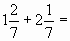 1 2/7 + 2 1/7 =